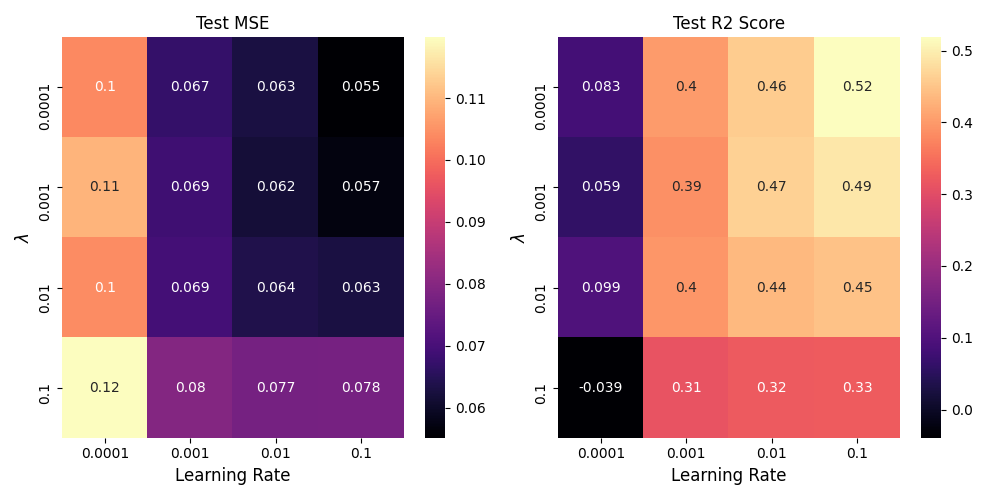 Test MSE
0.0001 0.1 0.067 0.063 0.055
0.001 0.11 0.069 0.062 0.057
0.01 0.1 0.069 0.064 0.063
0.1 0.12 0.08 0.077 0.078
λ
0.0001 0.001 0.01 0.1
Learning Rate
0.11
0.10
0.09
0.08
0.07
0.06
Test R2 Score
0.0001 0.083 0.4 0.46 0.52
0.001 0.059 0.39 0.47 0.49
0.01 0.099 0.4 0.44 0.45
0.1 -0.039 0.31 0.32 0.33
λ
0.0001 0.001 0.01 0.1
Learning Rate
0.5
0.4
0.3
0.2
0.1
0.0